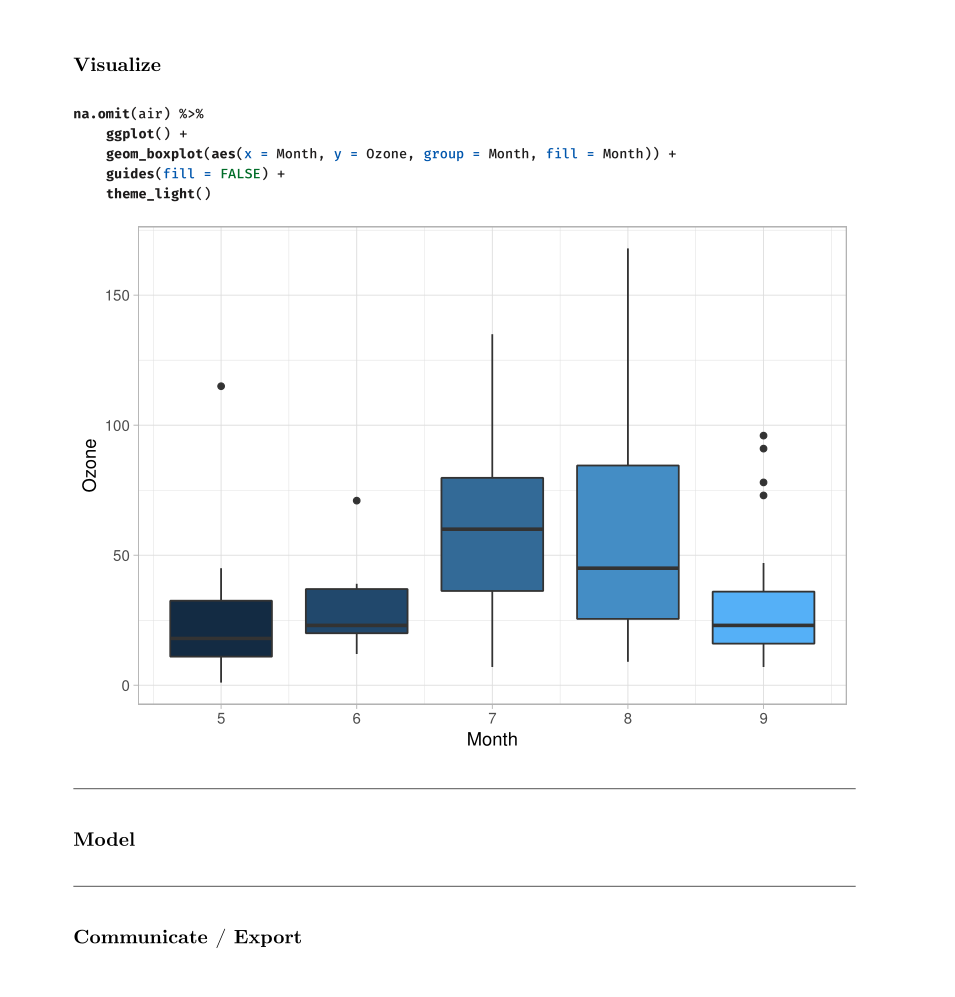 Visualize
na.omit(air) %>%
    ggplot() +
    geom_boxplot(aes(x = Month, y = Ozone, group = Month, fill = Month)) +
    guides(fill = FALSE) +
    theme_light()
150
100
50
0
Ozone
5 6 7 8 9
Month
Model
Communicate / Export